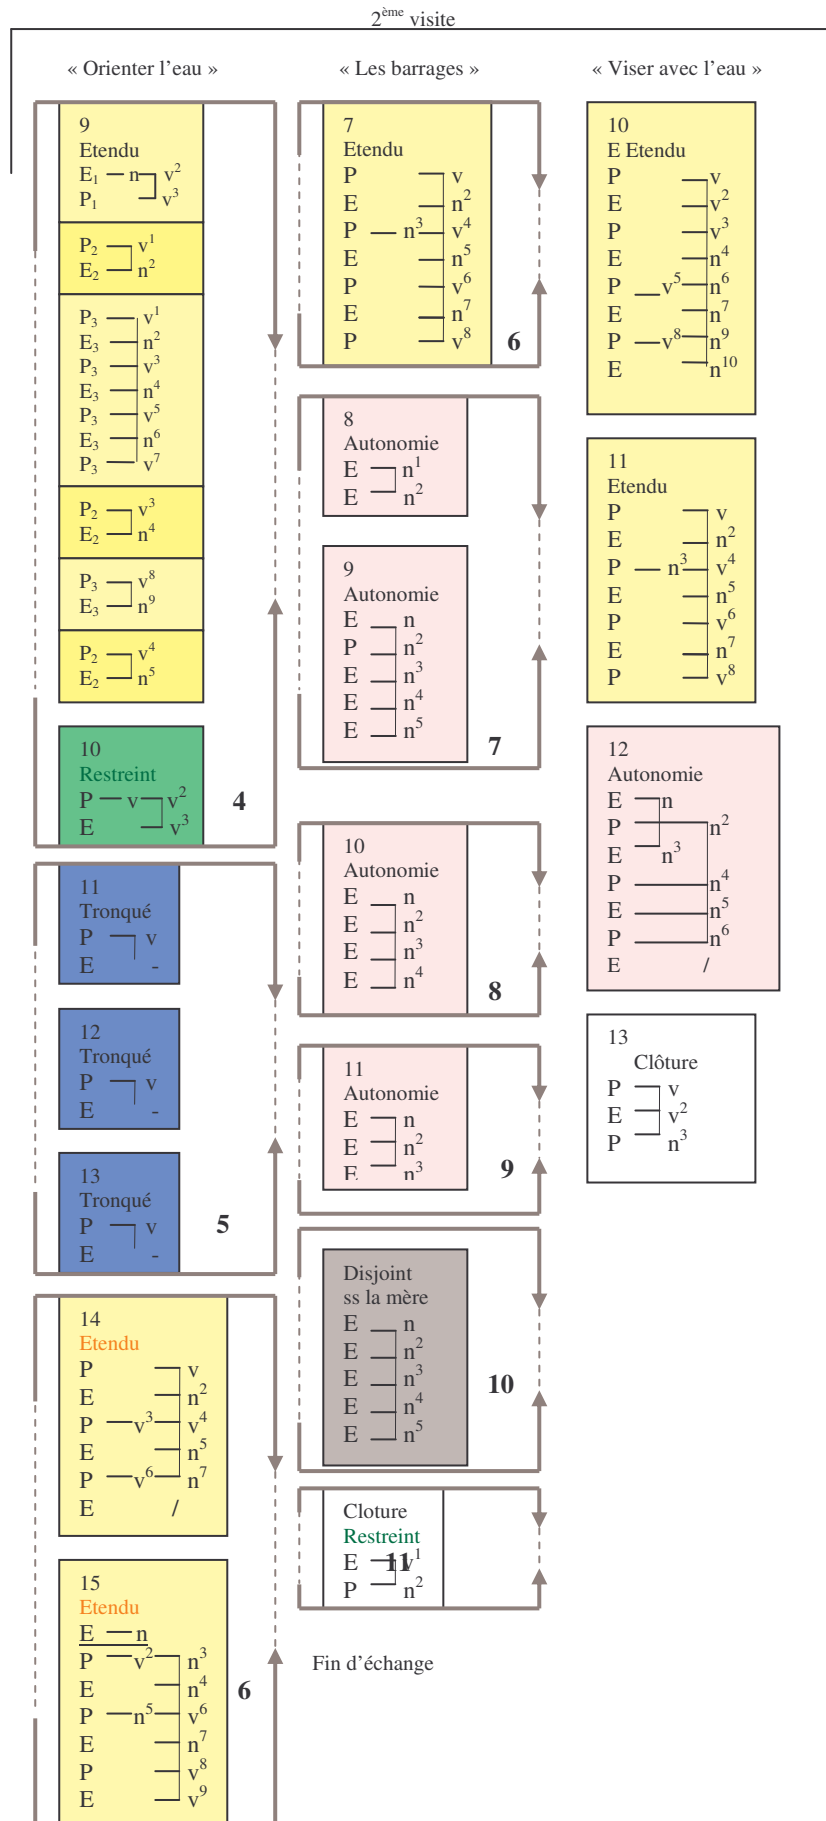 2ème visite
« Orienter l’eau »
9
Etendu
E1 n v2
P1 v3
P2 v1
E2 n2
P3 v1
E3 n2
P3 v3
E3 n4
P3 v5
E3 n6
P3 v7
P2 v3
E2 n4
P3 v8
E3 n9
P2 v4
E2 n5
10
Restreint
P v v2
E v3
4
11
Tronqué
P v
E -
12
Tronqué
P v
E -
13
Tronqué
P v
E -
5
14
Etendu
P v
E n2
P v3 v4
E n5
P v6 n7
E /
15
Etendu
E n
P v2 n3
E n4
P n5 v6
E n7
P v8
E v9
6
« Les barrages »
7
Etendu
P v
E n2
P n3 v4
E n5
P v6
E n7
P v8
6
8
Autonomie
E n1
E n2
9
Autonomie
E n
P n2
E n3
E n4
E n5
7
10
Autonomie
E n
E n2
E n3
E n4
8
11
Autonomie
E n
E n2
E n3
9
Disjoint
ss la mère
E n
E n2
E n3
E n4
E n5
10
Cloture
Restreint
E v1
P n2
11
Fin d’échange
« Viser avec l’eau »
10
E Etendu
P v
E v2
P v3
E n4
P v5 n6
E n7
P v8 n9
E n10
11
Etendu
P v
E n2
P n3 v4
E n5
P v6
E n7
P v8
12
Autonomie
E n
P n2
E n3
P n4
E n5
P n6
E /
13
Clôture
P v
E v2
P n3